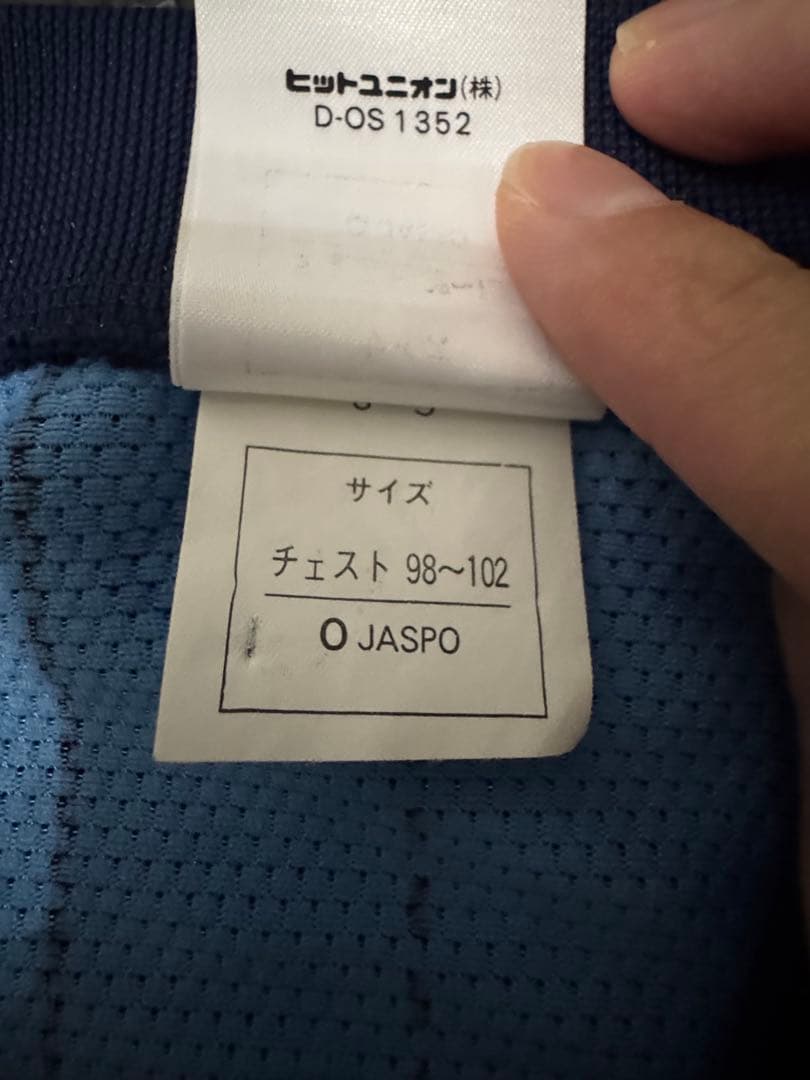 ヒットユニオン(株)
D-OS 1352
サイズ
チェスト 98～102
O JASPO